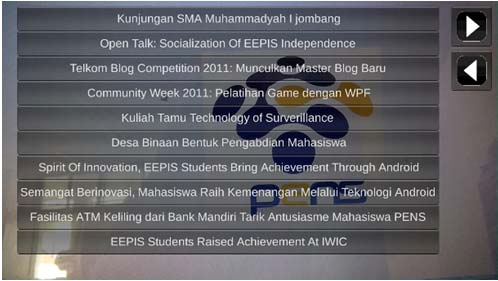 Kunjungan SMA Muhammadyah I jombang
Open Talk: Socialization Of EEPIS Independence
Telkom Blog Competition 2011: Munculkan Master Blog Baru
Community Week 2011: Pelatihan Game dengan WPF
Kuliah Tamu Technology of Surverillance
Desa Binaan Bentuk Pengabdian Mahasiswa
Spirit Of Innovation, EEPIS Students Bring Achievement Through Android
Semangat Berinovasi, Mahasiswa Raih Kemenangan Melalui Teknologi Android
pens
Fasilitas ATM Keliling dari Bank Mandiri Tarik Antusiasme Mahasiswa PENS
EEPIS Students Raised Achievement At IWIC